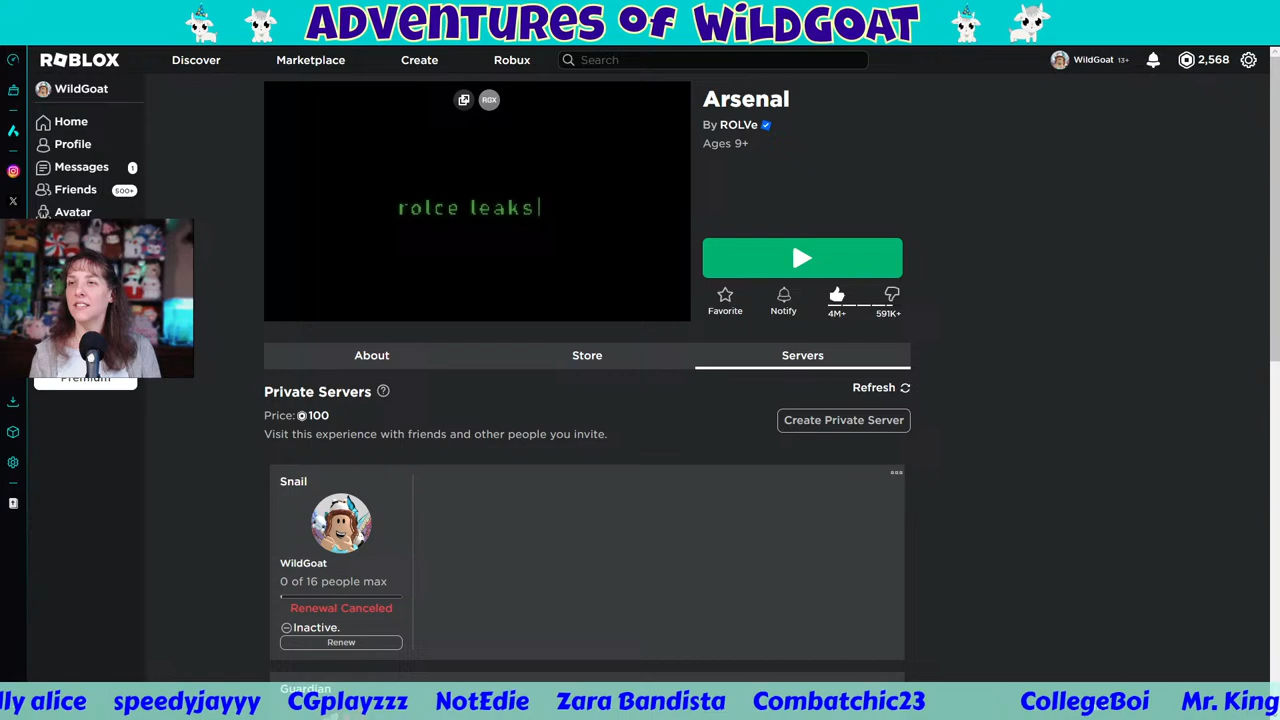 ADVENTURES OF WILDGOAT
ROBLOX
Discover
Marketplace
Create
Robux
Search
WildGoat 13+
2,568
WildGoat
Home
Profile
Messages
1
Friends
500+
Avatar
RGX
rolce leaks|
Arsenal
By ROLVe
Ages 9+
Favorite
Notify
4M+
591K+
About
Store
Servers
Private Servers
Refresh
Price: 100
Create Private Server
Visit this experience with friends and other people you invite.
Snail
WildGoat
0 of 16 people max
Renewal Canceled
Inactive.
Renew
Premium
Guardian
lly alice speedyjayyy CGplayzzz NotEdie Zara Bandista Combatchic23 CollegeBoi Mr. King